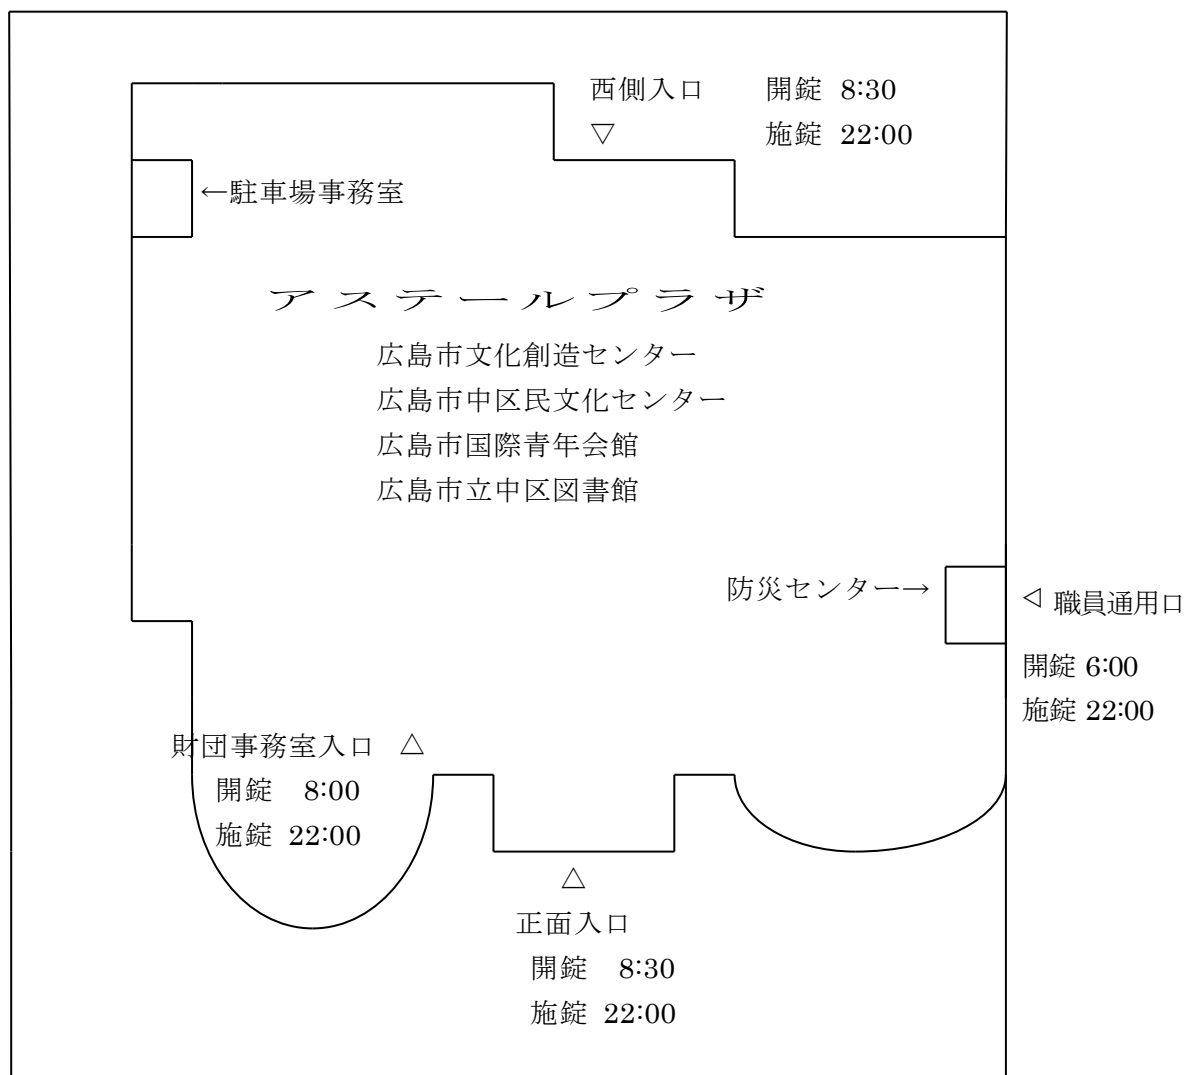 西側入口 開錠 8:30
▽ 施錠 22:00
←駐車場事務室
アステールプラザ
広島市文化創造センター
広島市中区民文化センター
広島市国際青年会館
広島市立中区図書館
防災センター→
◁ 職員通用口
開錠 6:00
施錠 22:00
財団事務室入口 △
開錠 8:00
施錠 22:00
△
正面入口
開錠 8:30
施錠 22:00